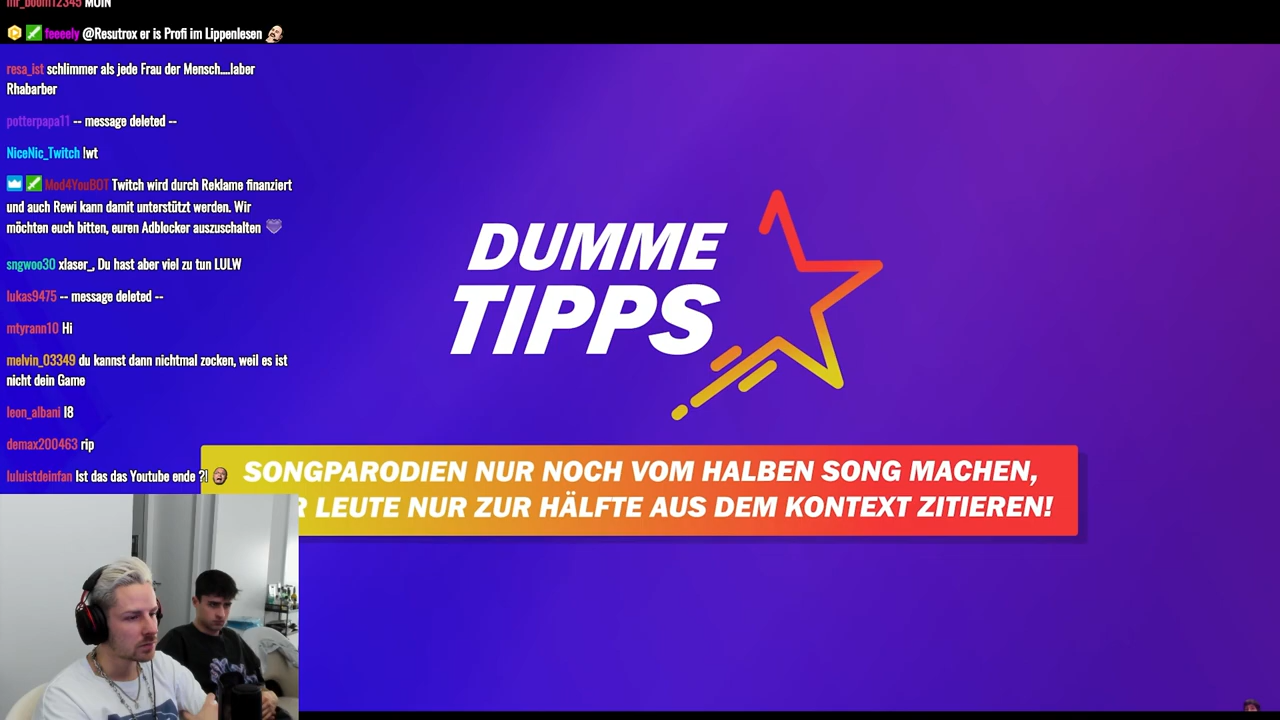 mr_boom12345 MOIN
feeeely @Resutrox er is Profi im Lippenlesen
resa_ist schlimmer als jede Frau der Mensch....laber
Rhabarber
potterpapa11 -- message deleted --
NiceNic_Twitch !wt
Mod4YouBOT Twitch wird durch Reklame finanziert
und auch Rewi kann damit unterstützt werden. Wir
möchten euch bitten, euren Adblocker auszuschalten
sngwoo30 xlaser_, Du hast aber viel zu tun LULW
lukas9475 -- message deleted --
mtyrann10 Hi
melvin_03349 du kannst dann nichtmal zocken, weil es ist
nicht dein Game
leon_albani I8
demax200463 rip
luluistdeinfan Ist das das Youtube ende ?!
DUMME
TIPPS
SONGPARODIEN NUR NOCH VOM HALBEN SONG MACHEN,
R LEUTE NUR ZUR HÄLFTE AUS DEM KONTEXT ZITIEREN!